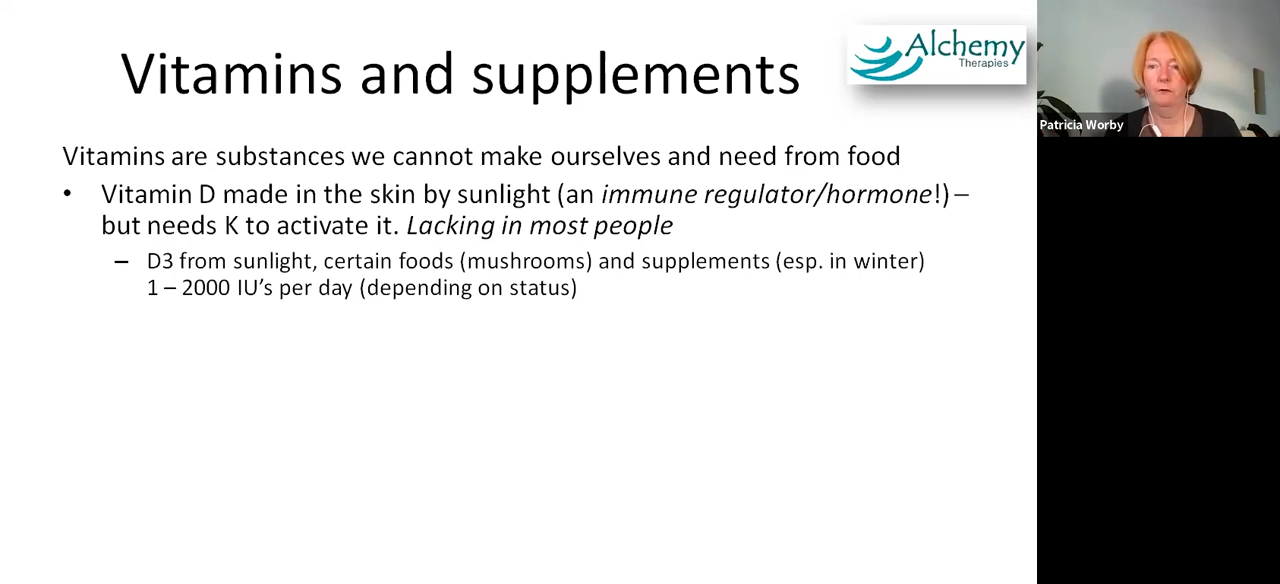 Vitamins and supplements
Alchemy
Therapies
Patricia Worby
Vitamins are substances we cannot make ourselves and need from food
• Vitamin D made in the skin by sunlight (an immune regulator/hormone!) –
but needs K to activate it. Lacking in most people
– D3 from sunlight, certain foods (mushrooms) and supplements (esp. in winter)
1 – 2000 IU’s per day (depending on status)